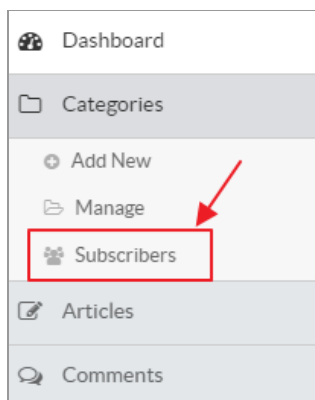 Dashboard
Categories
Add New
Manage
Subscribers
Articles
Comments